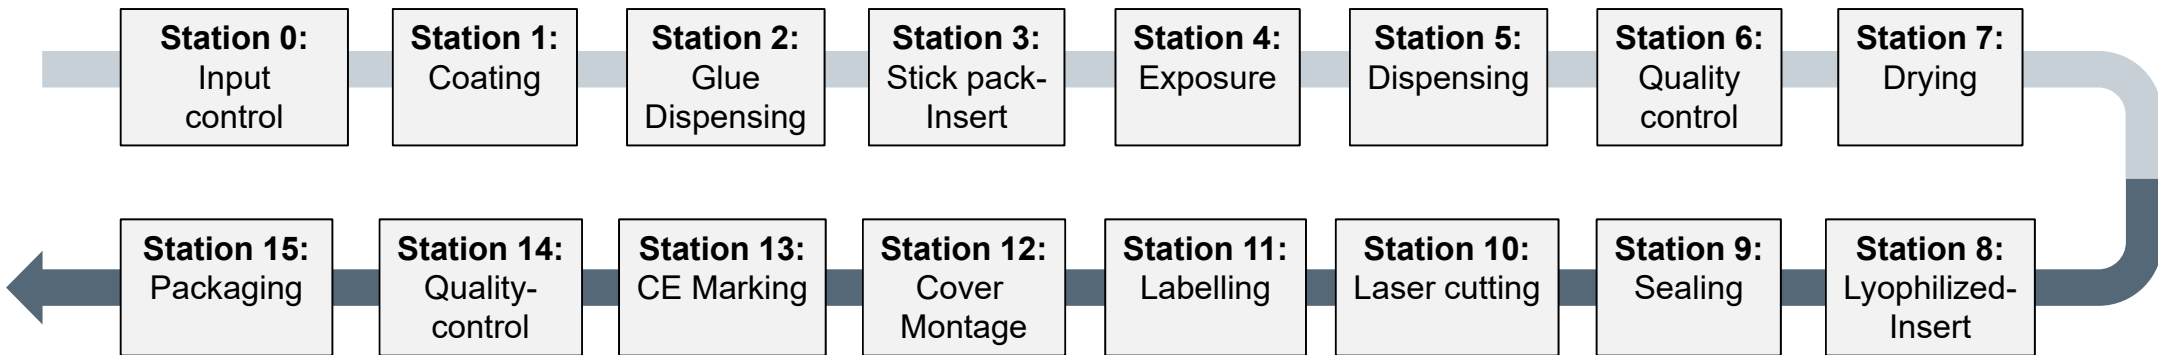 Station 0:
Input
control
Station 1:
Coating
Station 2:
Glue
Dispensing
Station 3:
Stick pack-
Insert
Station 4:
Exposure
Station 5:
Dispensing
Station 6:
Quality
control
Station 7:
Drying
Station 8:
Lyophilized-
Insert
Station 9:
Sealing
Station 10:
Laser cutting
Station 11:
Labelling
Station 12:
Cover
Montage
Station 13:
CE Marking
Station 14:
Quality-
control
Station 15:
Packaging